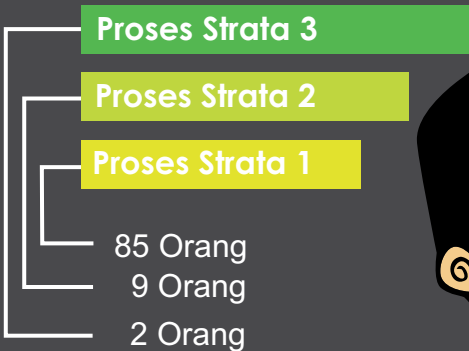 Proses Strata 3
Proses Strata 2
Proses Strata 1
85 Orang
9 Orang
2 Orang